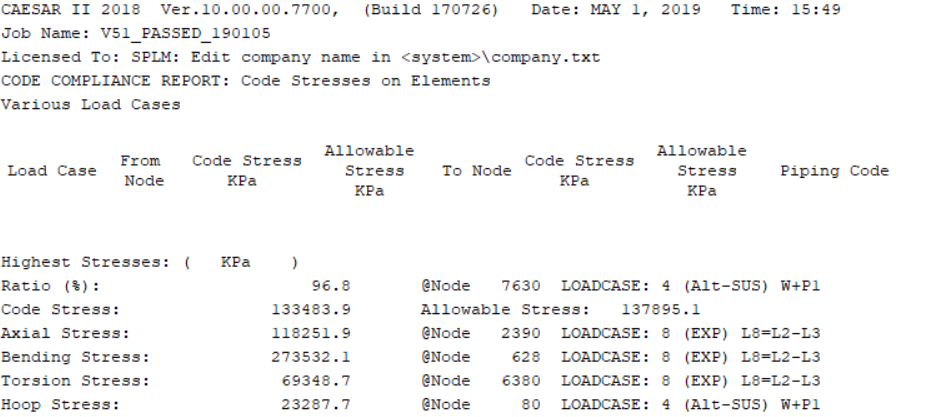 CAESAR II 2018  Ver.10.00.00.7700,  (Build 170726)   Date: MAY 1, 2019   Time: 15:49
Job Name: V51_PASSED_190105
Licensed To: SPLM: Edit company name in <system>\company.txt
CODE COMPLIANCE REPORT: Code Stresses on Elements
Various Load Cases
Load Case  From Node  Code Stress KPa  Allowable Stress KPa  To Node  Code Stress KPa  Allowable Stress KPa  Piping Code
Highest Stresses: (   KPa    )
Ratio (%):  96.8  @Node  7630  LOADCASE: 4 (Alt-SUS) W+P1
Code Stress:  133483.9  Allowable Stress:  137895.1
Axial Stress:  118251.9  @Node  2390  LOADCASE: 8 (EXP) L8=L2-L3
Bending Stress:  273532.1  @Node  628  LOADCASE: 8 (EXP) L8=L2-L3
Torsion Stress:  69348.7  @Node  6380  LOADCASE: 8 (EXP) L8=L2-L3
Hoop Stress:  23287.7  @Node  80  LOADCASE: 4 (Alt-SUS) W+P1